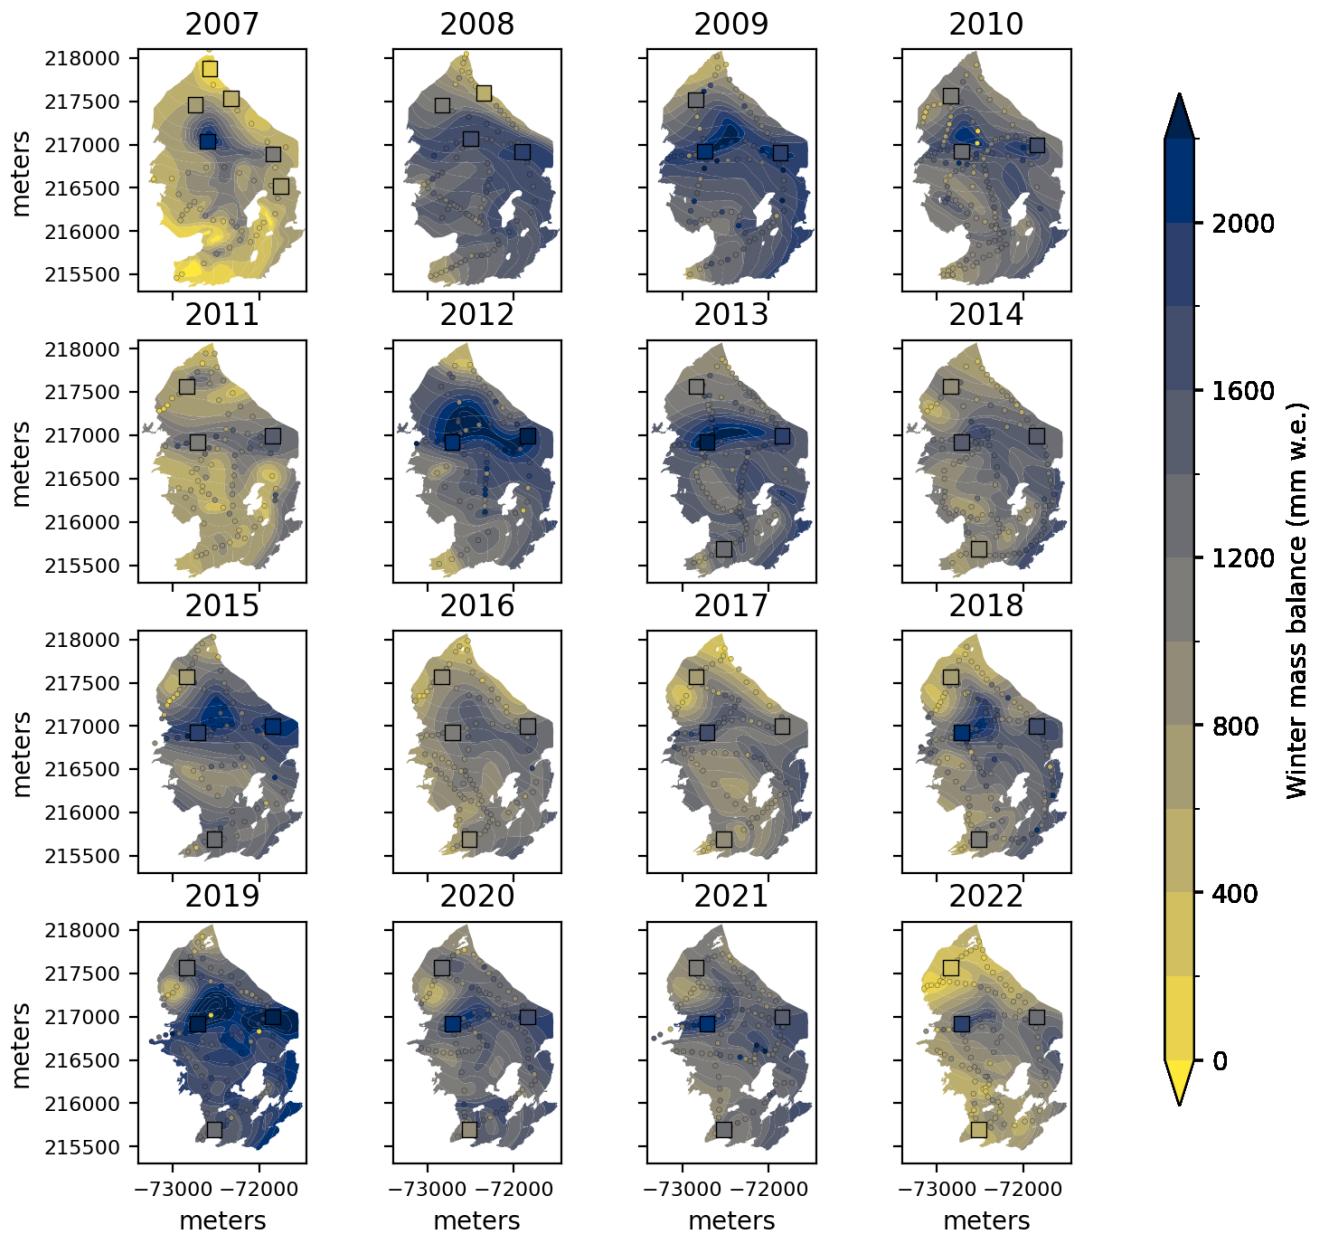 2007 2008 2009 2010
218000
217500
217000
216500
216000
215500
meters
2011 2012 2013 2014
218000
217500
217000
216500
216000
215500
meters
2015 2016 2017 2018
218000
217500
217000
216500
216000
215500
meters
2019 2020 2021 2022
218000
217500
217000
216500
216000
215500
meters
−73000 −72000 −73000 −72000 −73000 −72000 −73000 −72000
meters meters meters meters
2000
1600
1200
800
400
0
Winter mass balance (mm w.e.)